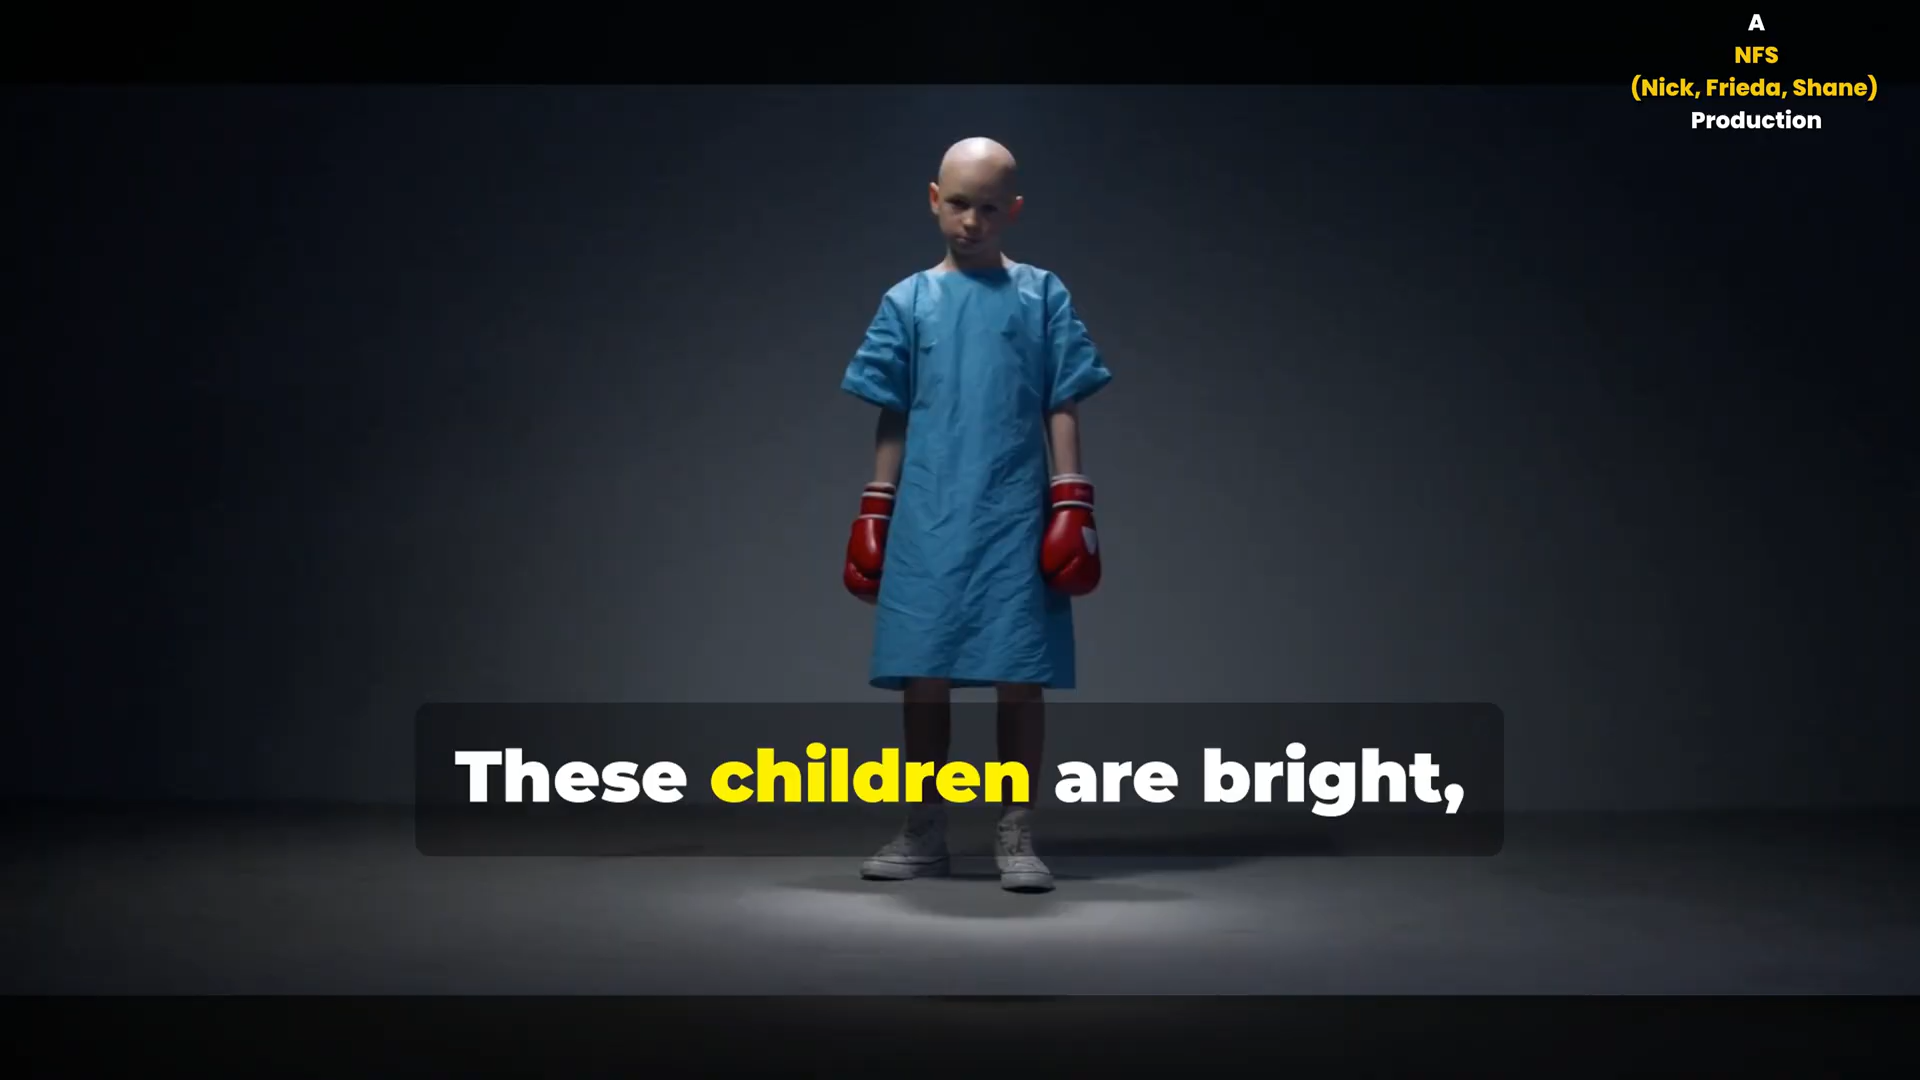 A
NFS
(Nick, Frieda, Shane)
Production
These children are bright,